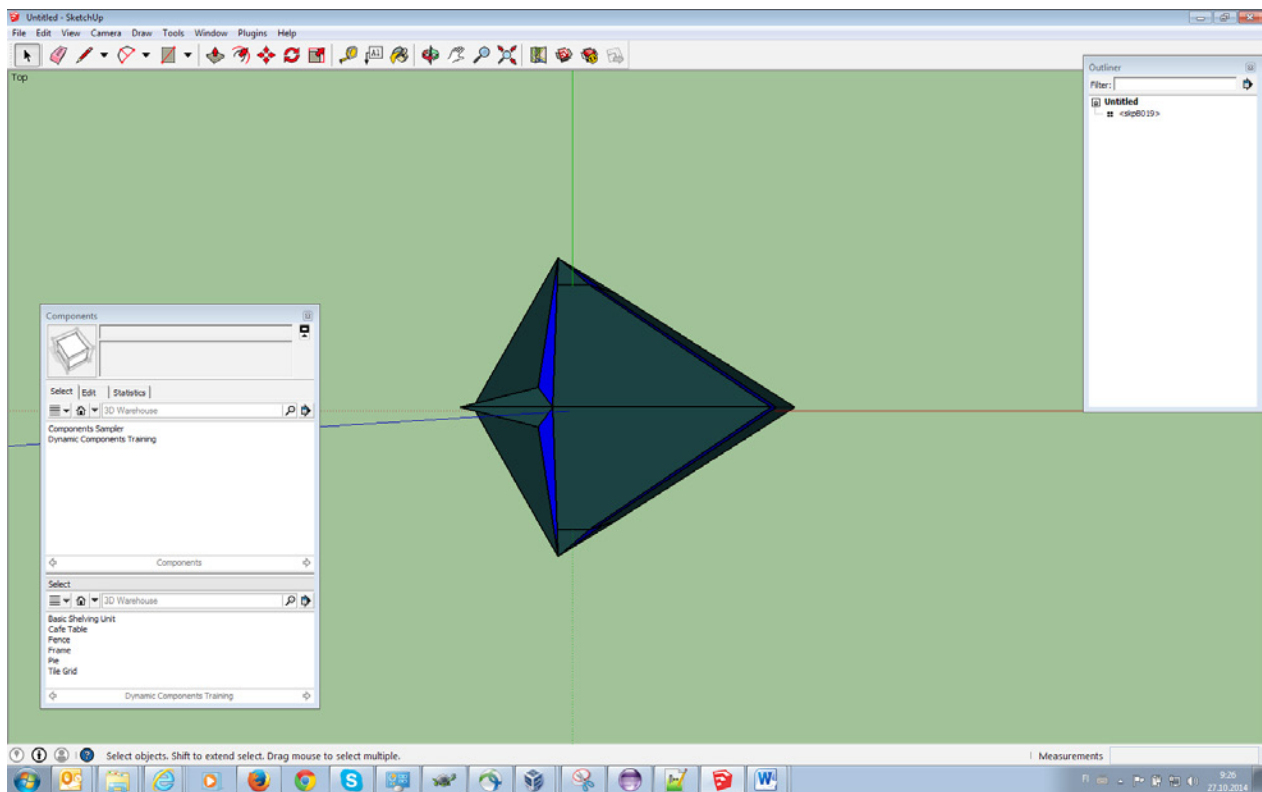 Untitled - SketchUp
File Edit View Camera Draw Tools Window Plugins Help
Top
Outliner
Filter:
Untitled
<skp8019>
Components
Select Edit Statistics
3D Warehouse
Components Sampler
Dynamic Components Training
Components
Select
3D Warehouse
Basic Shelving Unit
Cafe Table
Fence
Frame
Pie
Tile Grid
Dynamic Components Training
Select objects. Shift to extend select. Drag mouse to select multiple.
Measurements
FI
9:26
27.10.2014